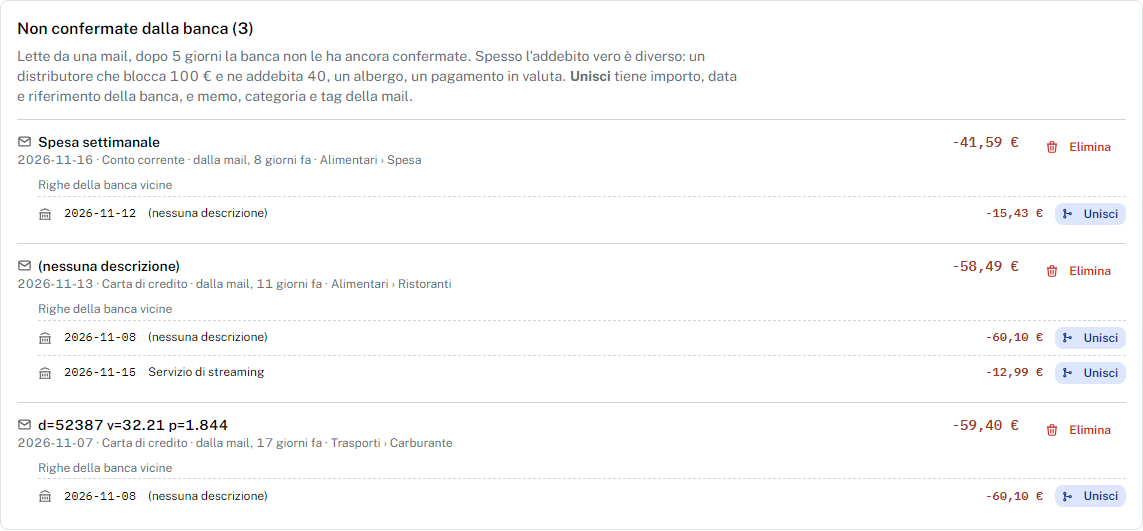 Non confermate dalla banca (3)
Lette da una mail, dopo 5 giorni la banca non le ha ancora confermate. Spesso l'addebito vero è diverso: un
distributore che blocca 100 € e ne addebita 40, un albergo, un pagamento in valuta. Unisci tiene importo, data
e riferimento della banca, e memo, categoria e tag della mail.
Spesa settimanale -41,59 € Elimina
2026-11-16 · Conto corrente · dalla mail, 8 giorni fa · Alimentari › Spesa
Righe della banca vicine
2026-11-12 (nessuna descrizione) -15,43 € Unisci
(nessuna descrizione) -58,49 € Elimina
2026-11-13 · Carta di credito · dalla mail, 11 giorni fa · Alimentari › Ristoranti
Righe della banca vicine
2026-11-08 (nessuna descrizione) -60,10 € Unisci
2026-11-15 Servizio di streaming -12,99 € Unisci
d=52387 v=32.21 p=1.844 -59,40 € Elimina
2026-11-07 · Carta di credito · dalla mail, 17 giorni fa · Trasporti › Carburante
Righe della banca vicine
2026-11-08 (nessuna descrizione) -60,10 € Unisci